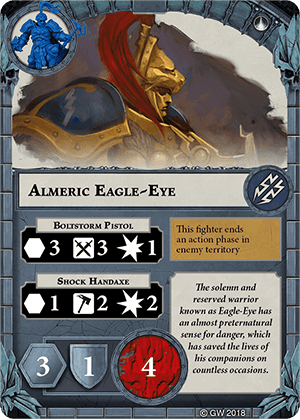 ALMERIC EAGLE-EYE
BOLTSTORM PISTOL
3 3 1
This fighter ends
an action phase in
enemy territory
SHOCK HANDAXE
1 2 2
The solemn and
reserved warrior
known as Eagle-Eye has
an almost preternatural
sense for danger, which
has saved the lives of
his companions on
countless occasions.
3 1 4
© GW 2018